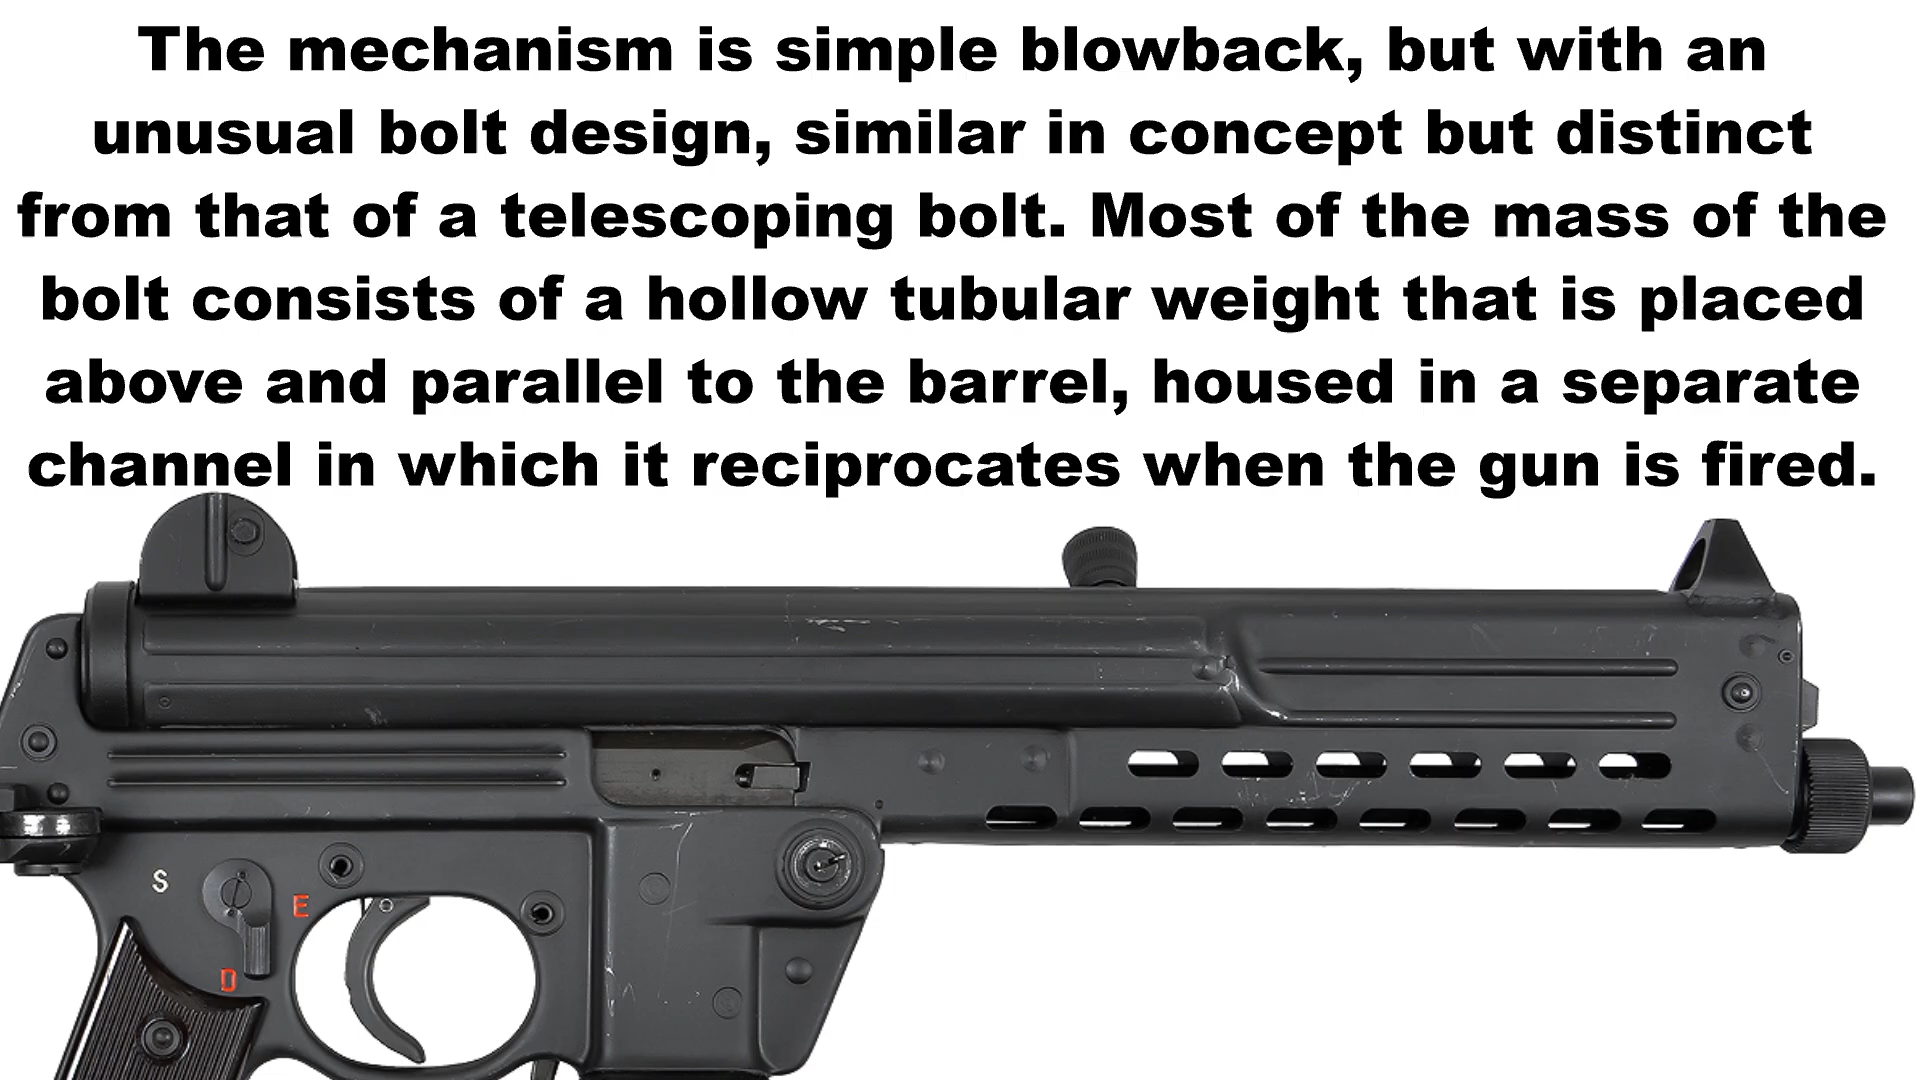 The mechanism is simple blowback, but with an
unusual bolt design, similar in concept but distinct
from that of a telescoping bolt. Most of the mass of the
bolt consists of a hollow tubular weight that is placed
above and parallel to the barrel, housed in a separate
channel in which it reciprocates when the gun is fired.
S
E
D